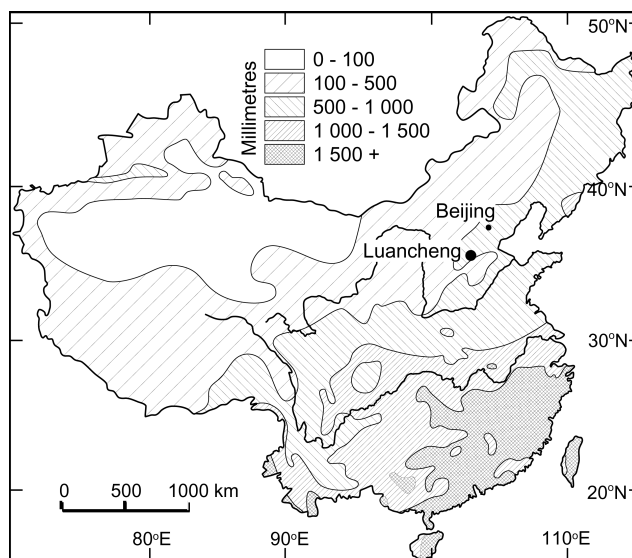 50°N
Millimetres
0 - 100
100 - 500
500 - 1 000
1 000 - 1 500
1 500 +
40°N
Beijing
Luancheng
30°N
0 500 1000 km
20°N
80°E 90°E 110°E